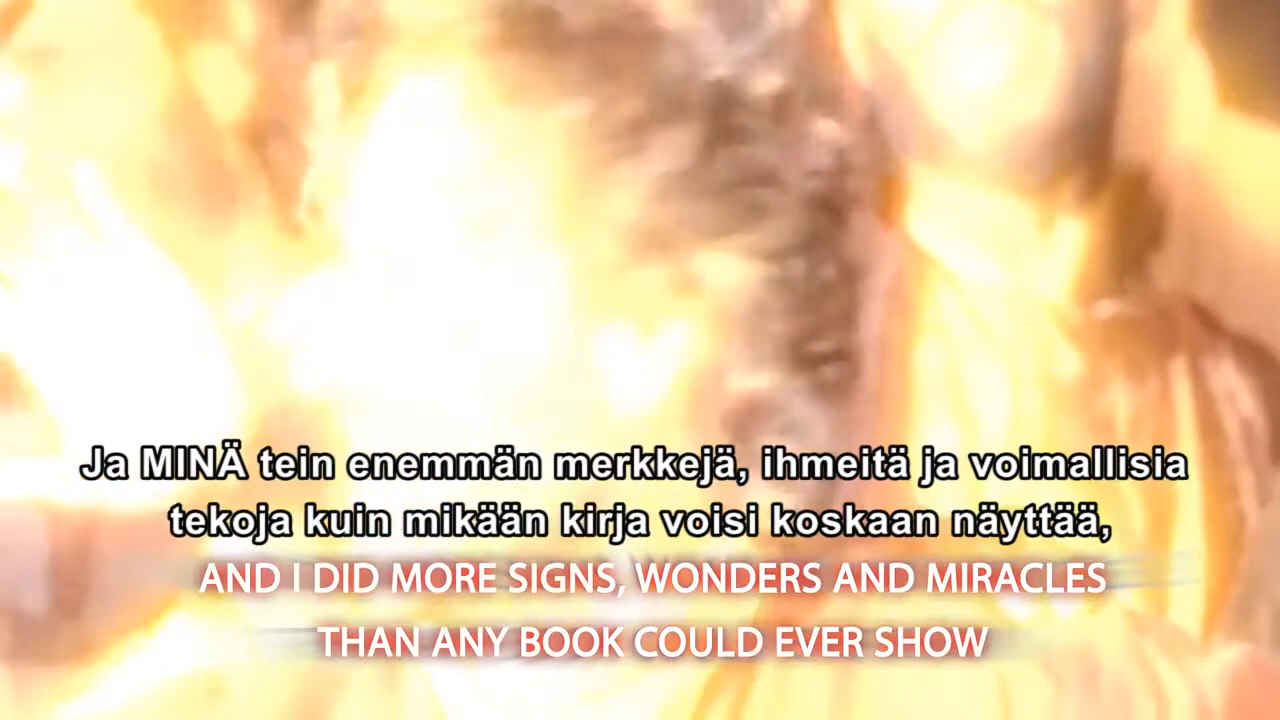 Ja MINÄ tein enemmän merkkejä, ihmeitä ja voimallisia
tekoja kuin mikään kirja voisi koskaan näyttää,
AND I DID MORE SIGNS, WONDERS AND MIRACLES
THAN ANY BOOK COULD EVER SHOW